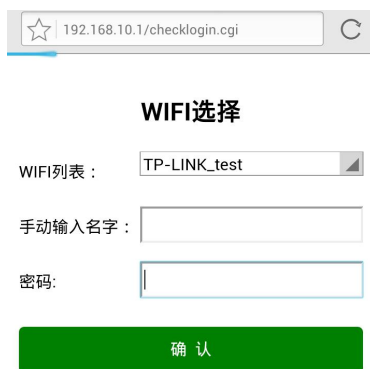 192.168.10.1/checklogin.cgi
WIFI选择
WIFI列表： TP-LINK_test
手动输入名字：
密码:
确 认